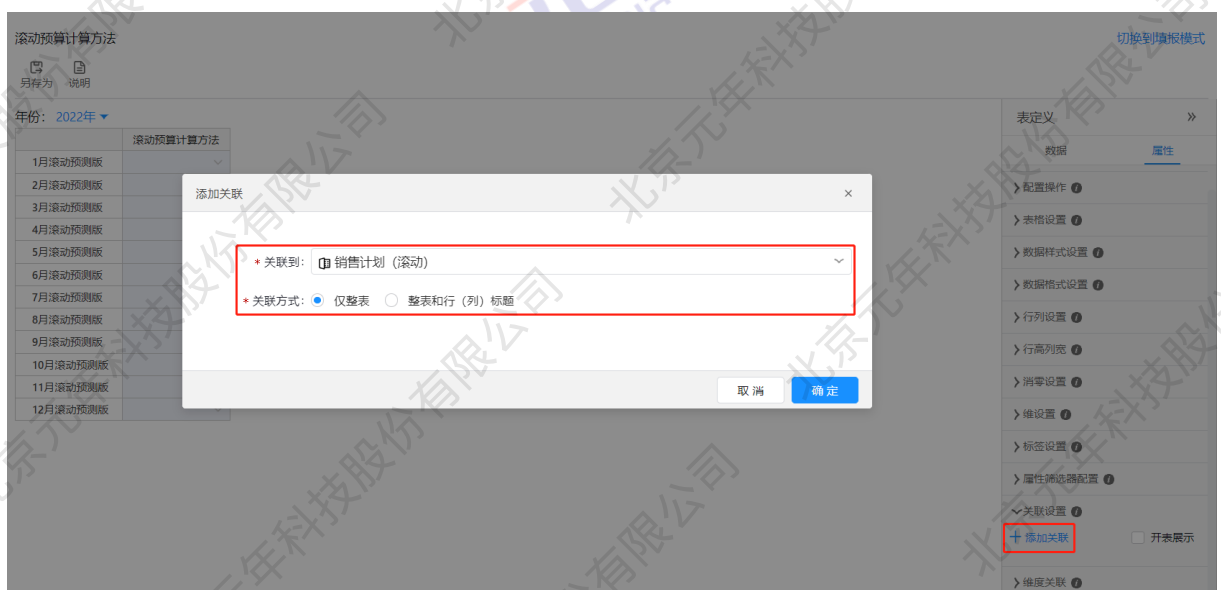 滚动预算计算方法
切换到填报模式
另存为 说明
年份: 2022年
表定义
滚动预算计算方法
数据 属性
1月滚动预测版
2月滚动预测版
3月滚动预测版
4月滚动预测版
5月滚动预测版
6月滚动预测版
7月滚动预测版
8月滚动预测版
9月滚动预测版
10月滚动预测版
11月滚动预测版
12月滚动预测版
添加关联
* 关联到: 销售计划（滚动）
* 关联方式: 仅整表 整表和行（列）标题
取 消 确 定
配置操作
表格设置
数据样式设置
数据格式设置
行列设置
行高列宽
消零设置
维设置
标签设置
属性筛选器配置
关联设置
添加关联 开表展示
维度关联
北京元年科技股份有限公司